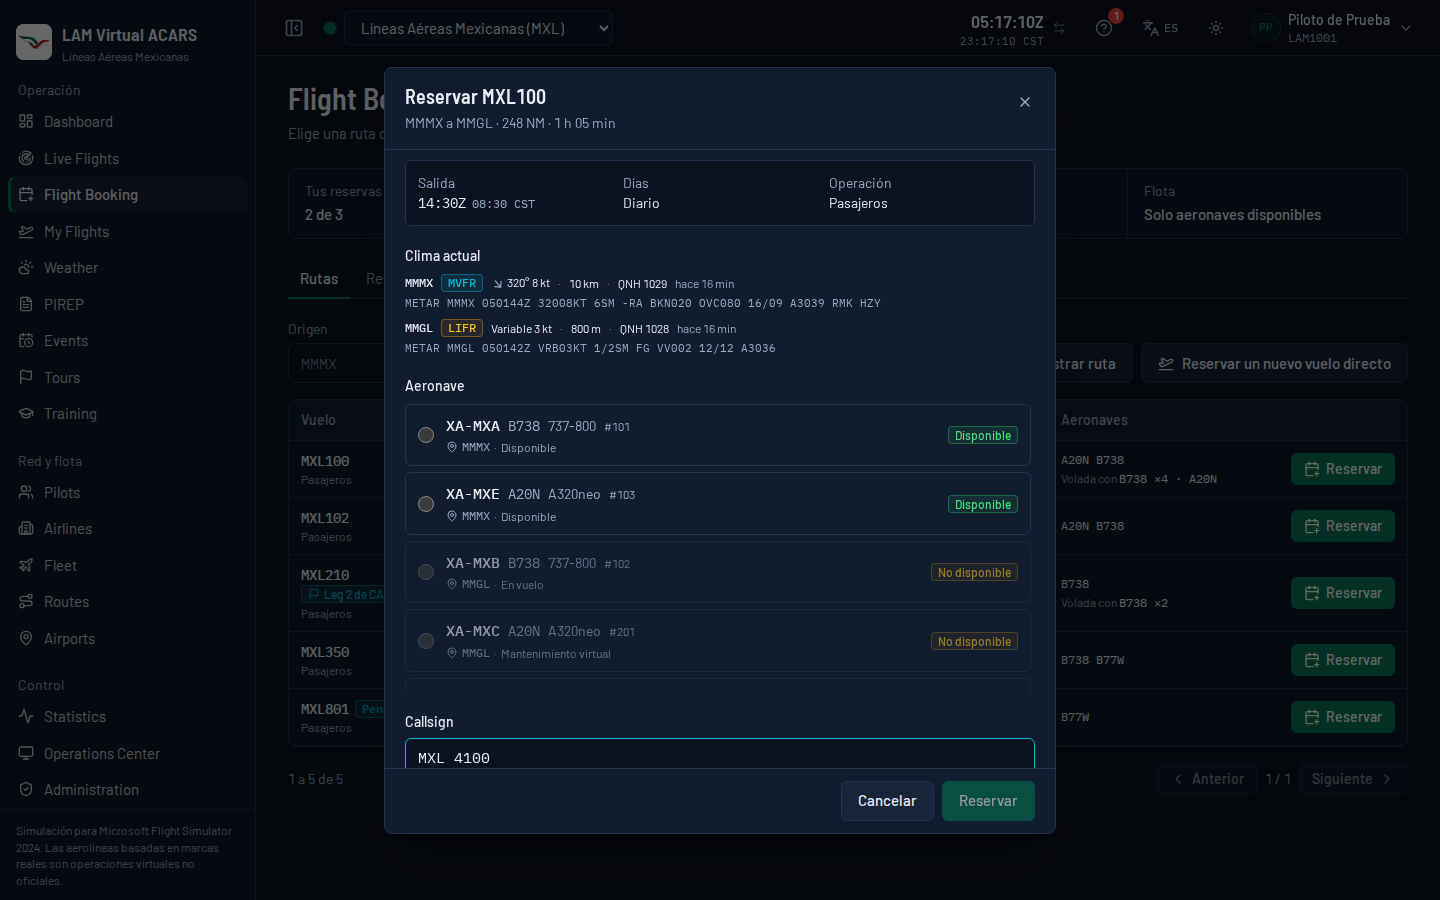 LAM Virtual ACARS
Líneas Aéreas Mexicanas
Operación
Dashboard
Live Flights
Flight Booking
My Flights
Weather
PIREP
Events
Tours
Training
Red y flota
Pilots
Airlines
Fleet
Routes
Airports
Control
Statistics
Operations Center
Administration
Simulación para Microsoft Flight Simulator
2024. Las aerolíneas basadas en marcas
reales son operaciones virtuales no
oficiales.
Líneas Aéreas Mexicanas (MXL)
05:17:10Z
23:17:10 CST
1
ES
PP
Piloto de Prueba
LAM1001
Elige una ruta
Tus reservas
2 de 3
Flota
Solo aeronaves disponibles
Rutas
Origen
MMMX
ruta
Reservar un nuevo vuelo directo
Vuelo
Aeronaves
MXL100
Pasajeros
A20N B738
Volada con B738 ×4 · A20N
Reservar
MXL102
Pasajeros
A20N B738
Reservar
MXL210
Leg 2 de
Pasajeros
B738
Volada con B738 ×2
Reservar
MXL350
Pasajeros
B738 B77W
Reservar
MXL801
Pasajeros
B77W
Reservar
1 a 5 de 5
Anterior
1 / 1
Siguiente
Reservar MXL100
MMMX a MMGL · 248 NM · 1 h 05 min
Salida
14:30Z 08:30 CST
Días
Diario
Operación
Pasajeros
Clima actual
MMMX MVFR 320° 8 kt · 10 km · QNH 1029 hace 16 min
METAR MMMX 050144Z 32008KT 6SM -RA BKN020 OVC080 16/09 A3039 RMK HZY
MMGL LIFR Variable 3 kt · 800 m · QNH 1028 hace 16 min
METAR MMGL 050142Z VRB03KT 1/2SM FG VV002 12/12 A3036
Aeronave
XA-MXA B738 737-800 #101
MMMX · Disponible
Disponible
XA-MXE A20N A320neo #103
MMMX · Disponible
Disponible
XA-MXB B738 737-800 #102
MMGL · En vuelo
No disponible
XA-MXC A20N A320neo #201
MMGL · Mantenimiento virtual
No disponible
Callsign
MXL 4100
Cancelar
Reservar